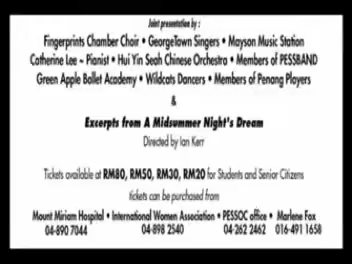 Joint presentation by :
Fingerprints Chamber Choir • GeorgeTown Singers • Mayson Music Station
Catherine Lee ~ Pianist • Hui Yin Seah Chinese Orchestra • Members of PESSBAND
Green Apple Ballet Academy • Wildcats Dancers • Members of Penang Players
&
Excerpts from A Midsummer Night's Dream
Directed by Ian Kerr
Tickets available at RM80, RM50, RM30, RM20 for Students and Senior Citizens
tickets can be purchased from
Mount Miriam Hospital • International Women Association • PESSOC office • Marlene Fox
04-890 7044 04-898 2540 04-262 2462 016-491 1658